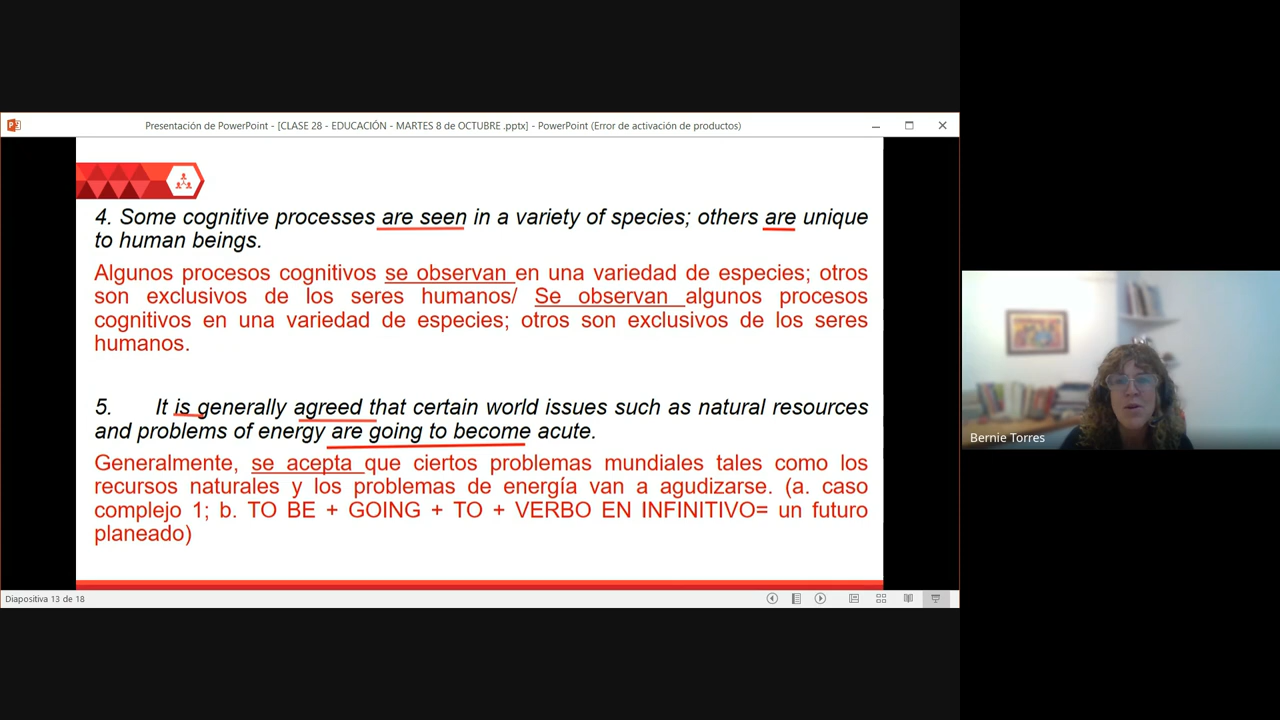 Presentación de PowerPoint - [CLASE 28 - EDUCACIÓN - MARTES 8 de OCTUBRE .pptx] - PowerPoint (Error de activación de productos)
4. Some cognitive processes are seen in a variety of species; others are unique
to human beings.
Algunos procesos cognitivos se observan en una variedad de especies; otros
son exclusivos de los seres humanos/ Se observan algunos procesos
cognitivos en una variedad de especies; otros son exclusivos de los seres
humanos.
5. It is generally agreed that certain world issues such as natural resources
and problems of energy are going to become acute.
Generalmente, se acepta que ciertos problemas mundiales tales como los
recursos naturales y los problemas de energía van a agudizarse. (a. caso
complejo 1; b. TO BE + GOING + TO + VERBO EN INFINITIVO= un futuro
planeado)
Bernie Torres
Diapositiva 13 de 18